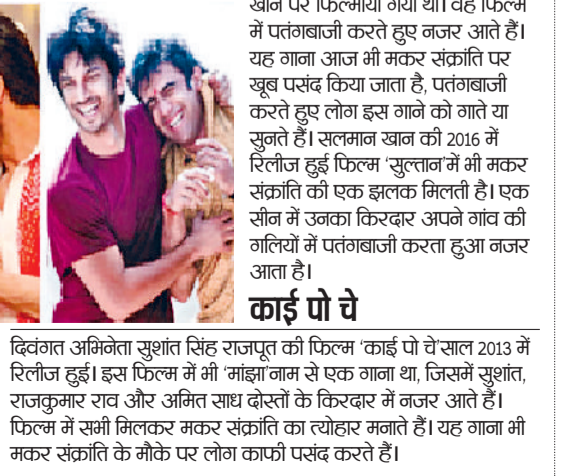 खान पर फिल्माया गया था। वह फिल्म
में पतंगबाजी करते हुए नजर आते हैं।
यह गाना आज भी मकर संक्रांति पर
खूब पसंद किया जाता है, पतंगबाजी
करते हुए लोग इस गाने को गाते या
सुनते हैं। सलमान खान की 2016 में
रिलीज हुई फिल्म ‘सुल्तान’में भी मकर
संक्रांति की एक झलक मिलती है। एक
सीन में उनका किरदार अपने गांव की
गलियों में पतंगबाजी करता हुआ नजर
आता है।
काई पो चे
दिवंगत अभिनेता सुशांत सिंह राजपूत की फिल्म ‘काई पो चे’साल 2013 में
रिलीज हुई। इस फिल्म में भी ‘मांझा’नाम से एक गाना था, जिसमें सुशांत,
राजकुमार राव और अमित साध दोस्तों के किरदार में नजर आते हैं।
फिल्म में सभी मिलकर मकर संक्रांति का त्योहार मनाते हैं। यह गाना भी
मकर संक्रांति के मौके पर लोग काफी पसंद करते हैं।